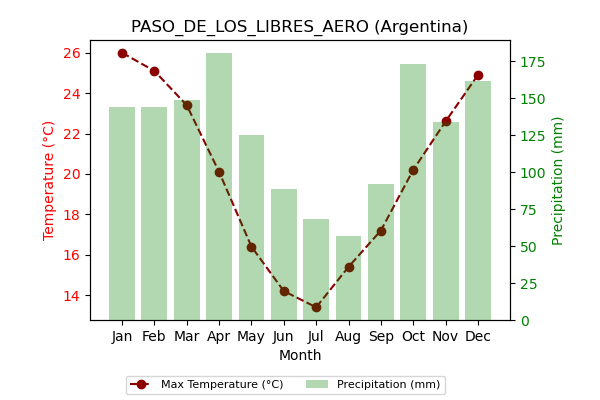 PASO_DE_LOS_LIBRES_AERO (Argentina)
Temperature (°C)
26
24
22
20
18
16
14
175
150
125
100
75
50
25
0
Precipitation (mm)
Jan Feb Mar Apr May Jun Jul Aug Sep Oct Nov Dec
Month
Max Temperature (°C) Precipitation (mm)